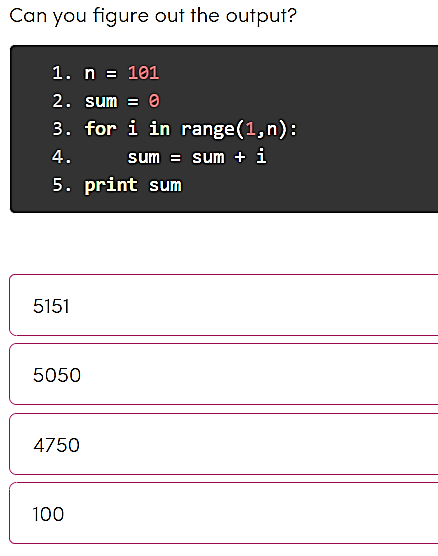 Can you figure out the output?
1. n = 101
2. sum = 0
3. for i in range(1,n):
4.     sum = sum + i
5. print sum
5151
5050
4750
100